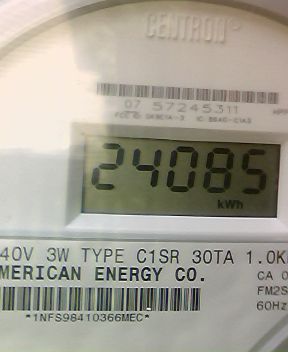 CENTRON
07 57245311
24085
kWh
40V 3W TYPE C1SR 30TA 1.0K
MERICAN ENERGY CO.
CA 0
FM2S
60Hz
*1NFS98410366MEC*